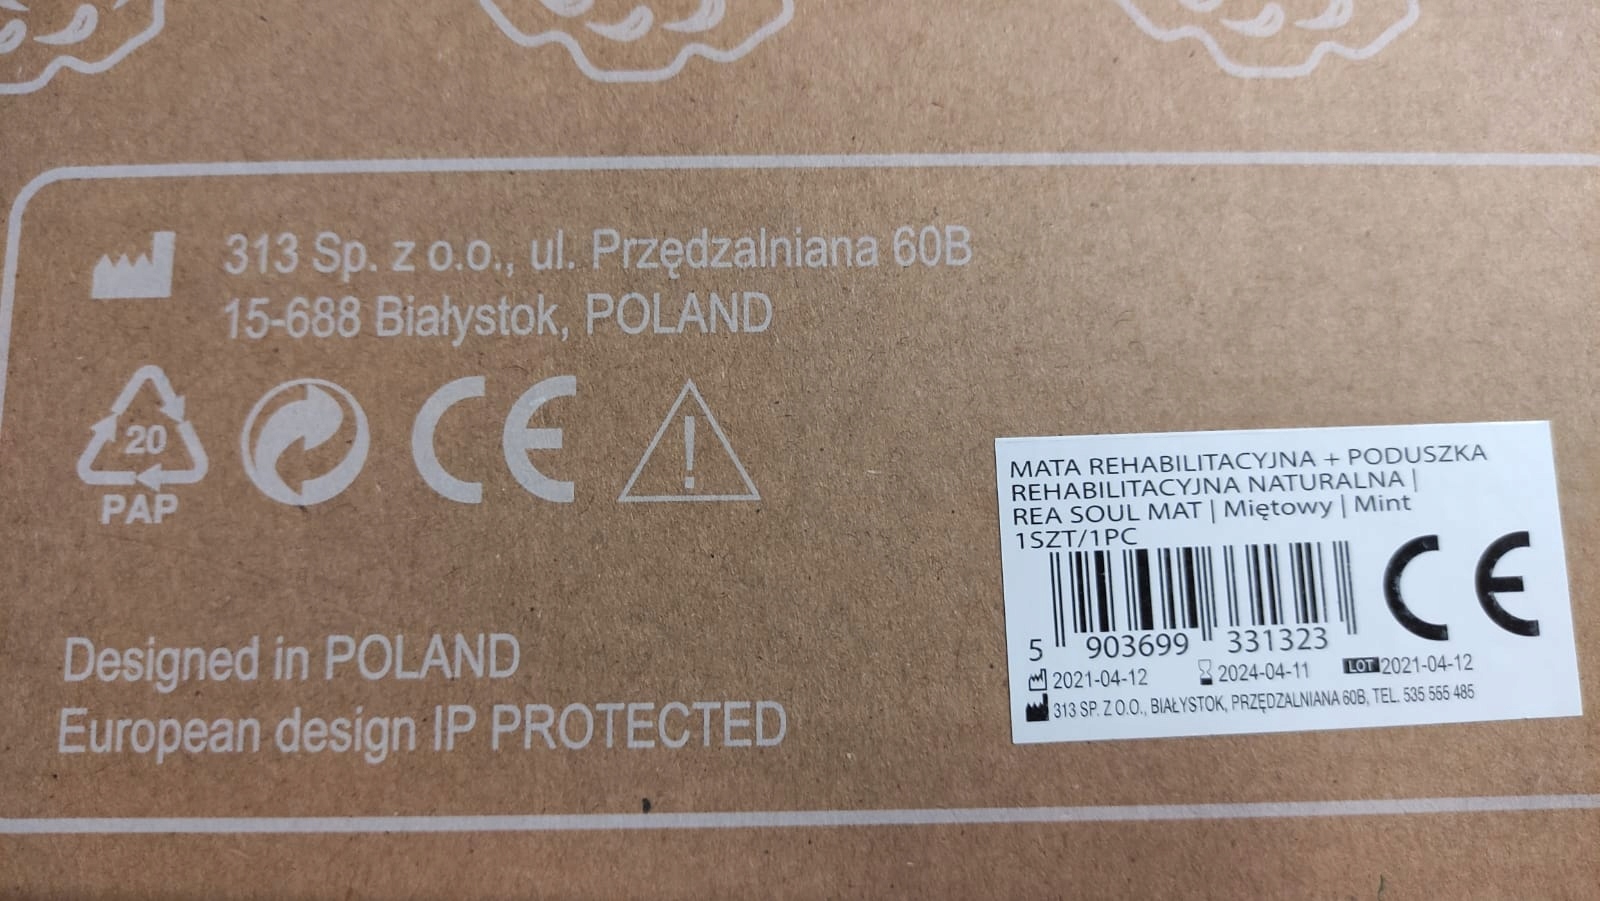 313 Sp. z o.o., ul. Przędzalniana 60B
15-688 Białystok, POLAND
20
PAP
CE
Designed in POLAND
European design IP PROTECTED
MATA REHABILITACYJNA + PODUSZKA
REHABILITACYJNA NATURALNA |
REA SOUL MAT | Miętowy | Mint
1SZT/1PC
CE
5 903699 331323
2021-04-12 2024-04-11 LOT 2021-04-12
313 SP. Z O.O., BIAŁYSTOK, PRZĘDZALNIANA 60B, TEL. 535 555 485